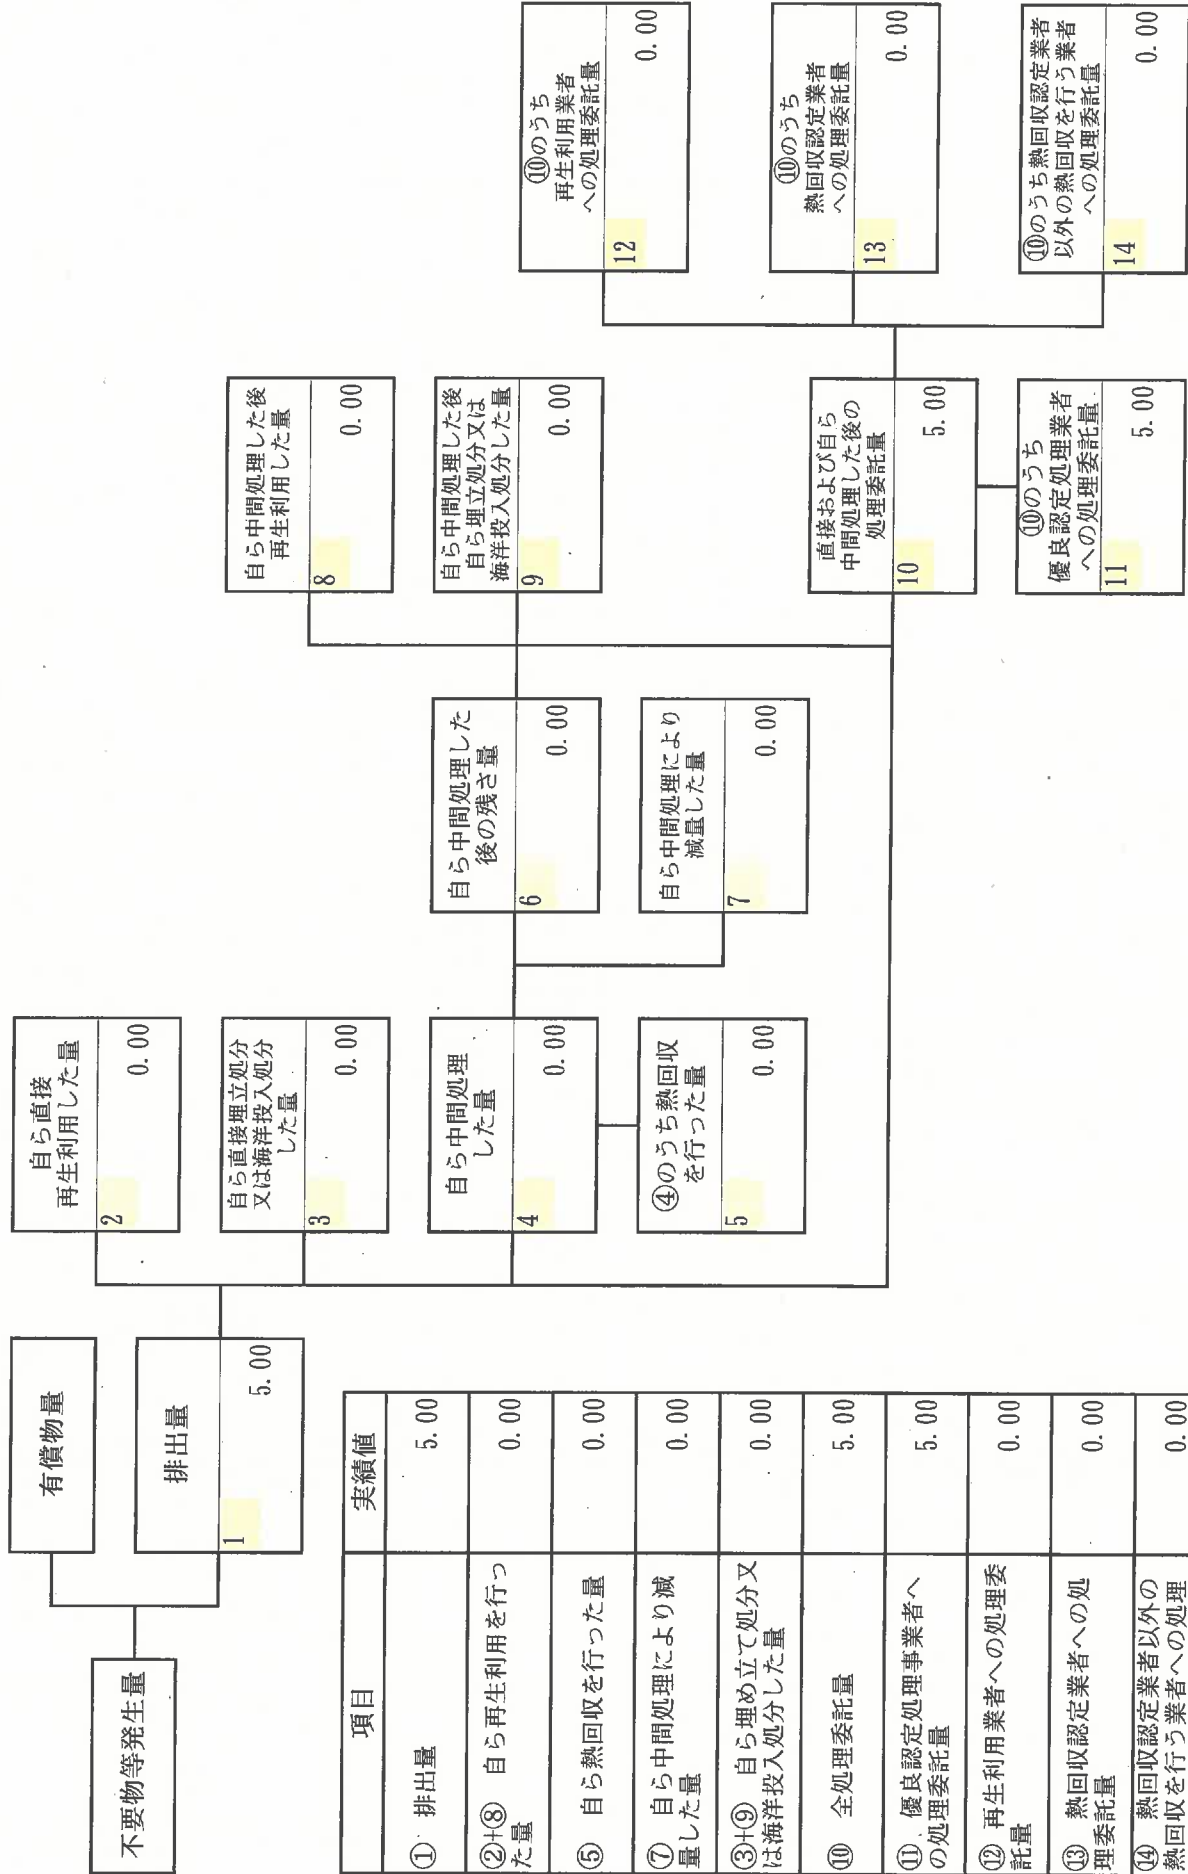 不要物等発生量
有償物量
排出量
1
5.00
自ら直接
再生利用した量
2
0.00
自ら直接埋立処分
又は海洋投入処分
した量
3
0.00
自ら中間処理
した量
4
0.00
④のうち熱回収
を行った量
5
0.00
自ら中間処理した
後の残さ量
6
0.00
自ら中間処理により
減量した量
7
0.00
自ら中間処理した後
再生利用した量
8
0.00
自ら中間処理した後
自ら埋立処分又は
海洋投入処分した量
9
0.00
直接および自ら
中間処理した後の
処理委託量
10
5.00
⑩のうち
優良認定処理業者
への処理委託量
11
5.00
⑩のうち
再生利用業者
への処理委託量
12
0.00
⑩のうち
熱回収認定業者
への処理委託量
13
0.00
⑩のうち熱回収認定業者
以外の熱回収を行う業者
への処理委託量
14
0.00
項目 実績値
① 排出量 5.00
②+⑧ 自ら再生利用を行っ
た量 0.00
⑤ 自ら熱回収を行った量 0.00
⑦ 自ら中間処理により減
量した量 0.00
③+⑨ 自ら埋め立て処分又
は海洋投入処分した量 0.00
⑩ 全処理委託量 5.00
⑪ 優良認定処理事業者へ
の処理委託量 5.00
⑫ 再生利用業者への処理委
託量 0.00
⑬ 熱回収認定業者への処
理委託量 0.00
⑭ 熱回収認定業者以外の
熱回収を行う業者への処理 0.00